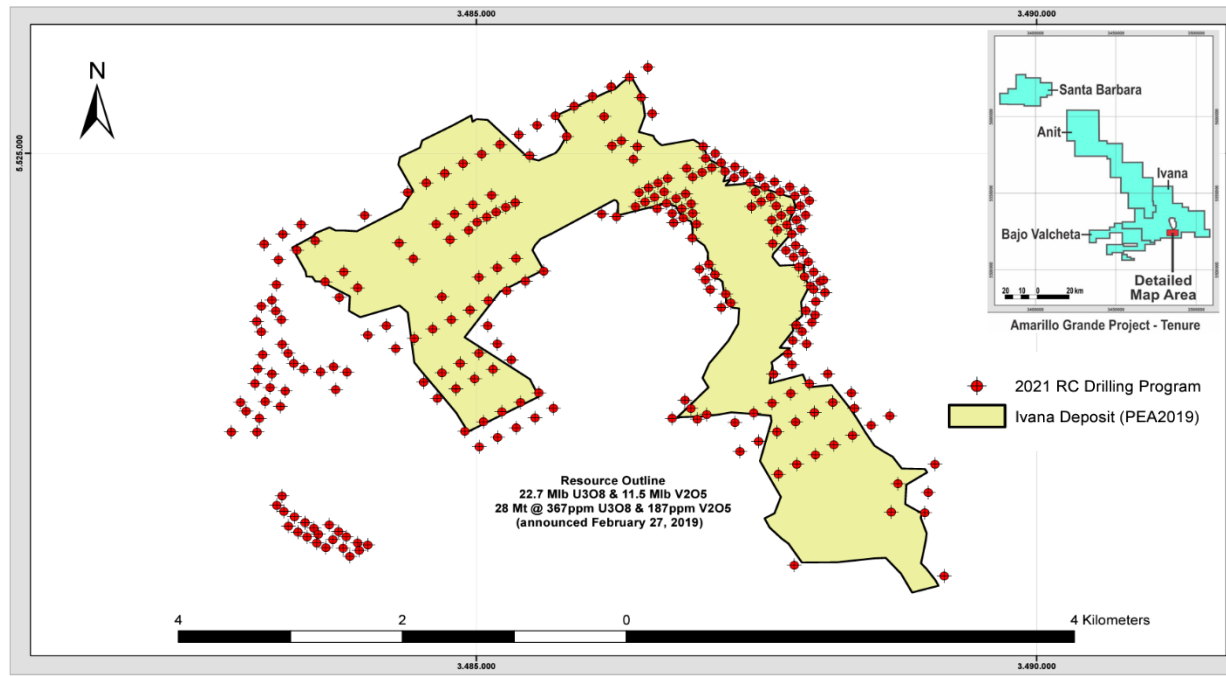 3.485.000
3.490.000
N
5.525.000
Santa Barbara
Anit
Ivana
Bajo Valcheta
Detailed
Map Area
20 10 0 20 km
Amarillo Grande Project - Tenure
2021 RC Drilling Program
Ivana Deposit (PEA2019)
Resource Outline
22.7 Mlb U3O8 & 11.5 Mlb V2O5
28 Mt @ 367ppm U3O8 & 187ppm V2O5
(announced February 27, 2019)
4 2 0 4 Kilometers
3.485.000
3.490.000